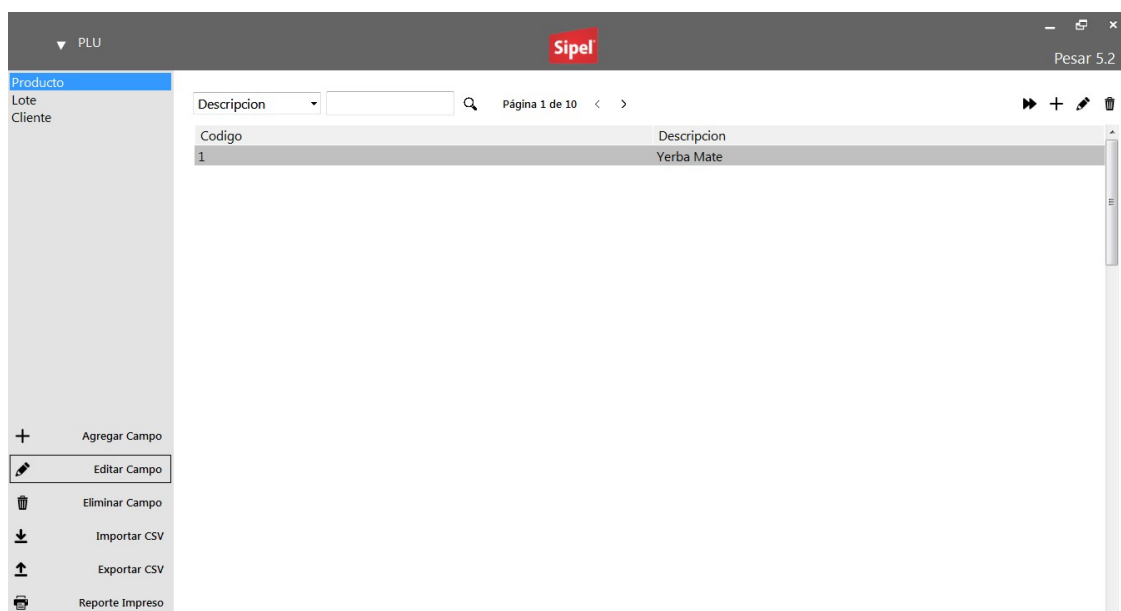 PLU
Sipel
Pesar 5.2
Producto
Lote
Cliente
Descripcion
Página 1 de 10
Codigo Descripcion
1 Yerba Mate
Agregar Campo
Editar Campo
Eliminar Campo
Importar CSV
Exportar CSV
Reporte Impreso